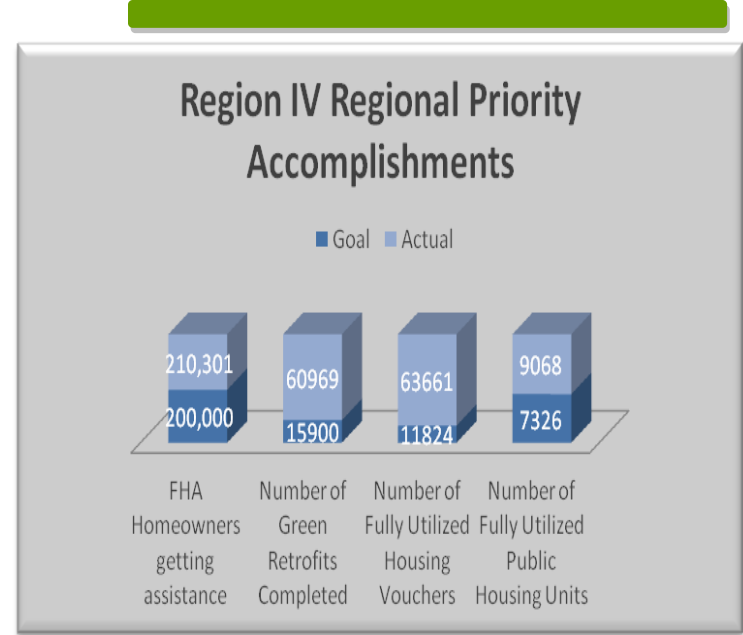 Region IV Regional Priority
Accomplishments
Goal Actual
210,301 60969 63661 9068
200,000 15900 11824 7326
FHA Number of Number of Number of
Homeowners Green Fully Utilized Fully Utilized
getting Retrofits Housing Public
assistance Completed Vouchers Housing Units